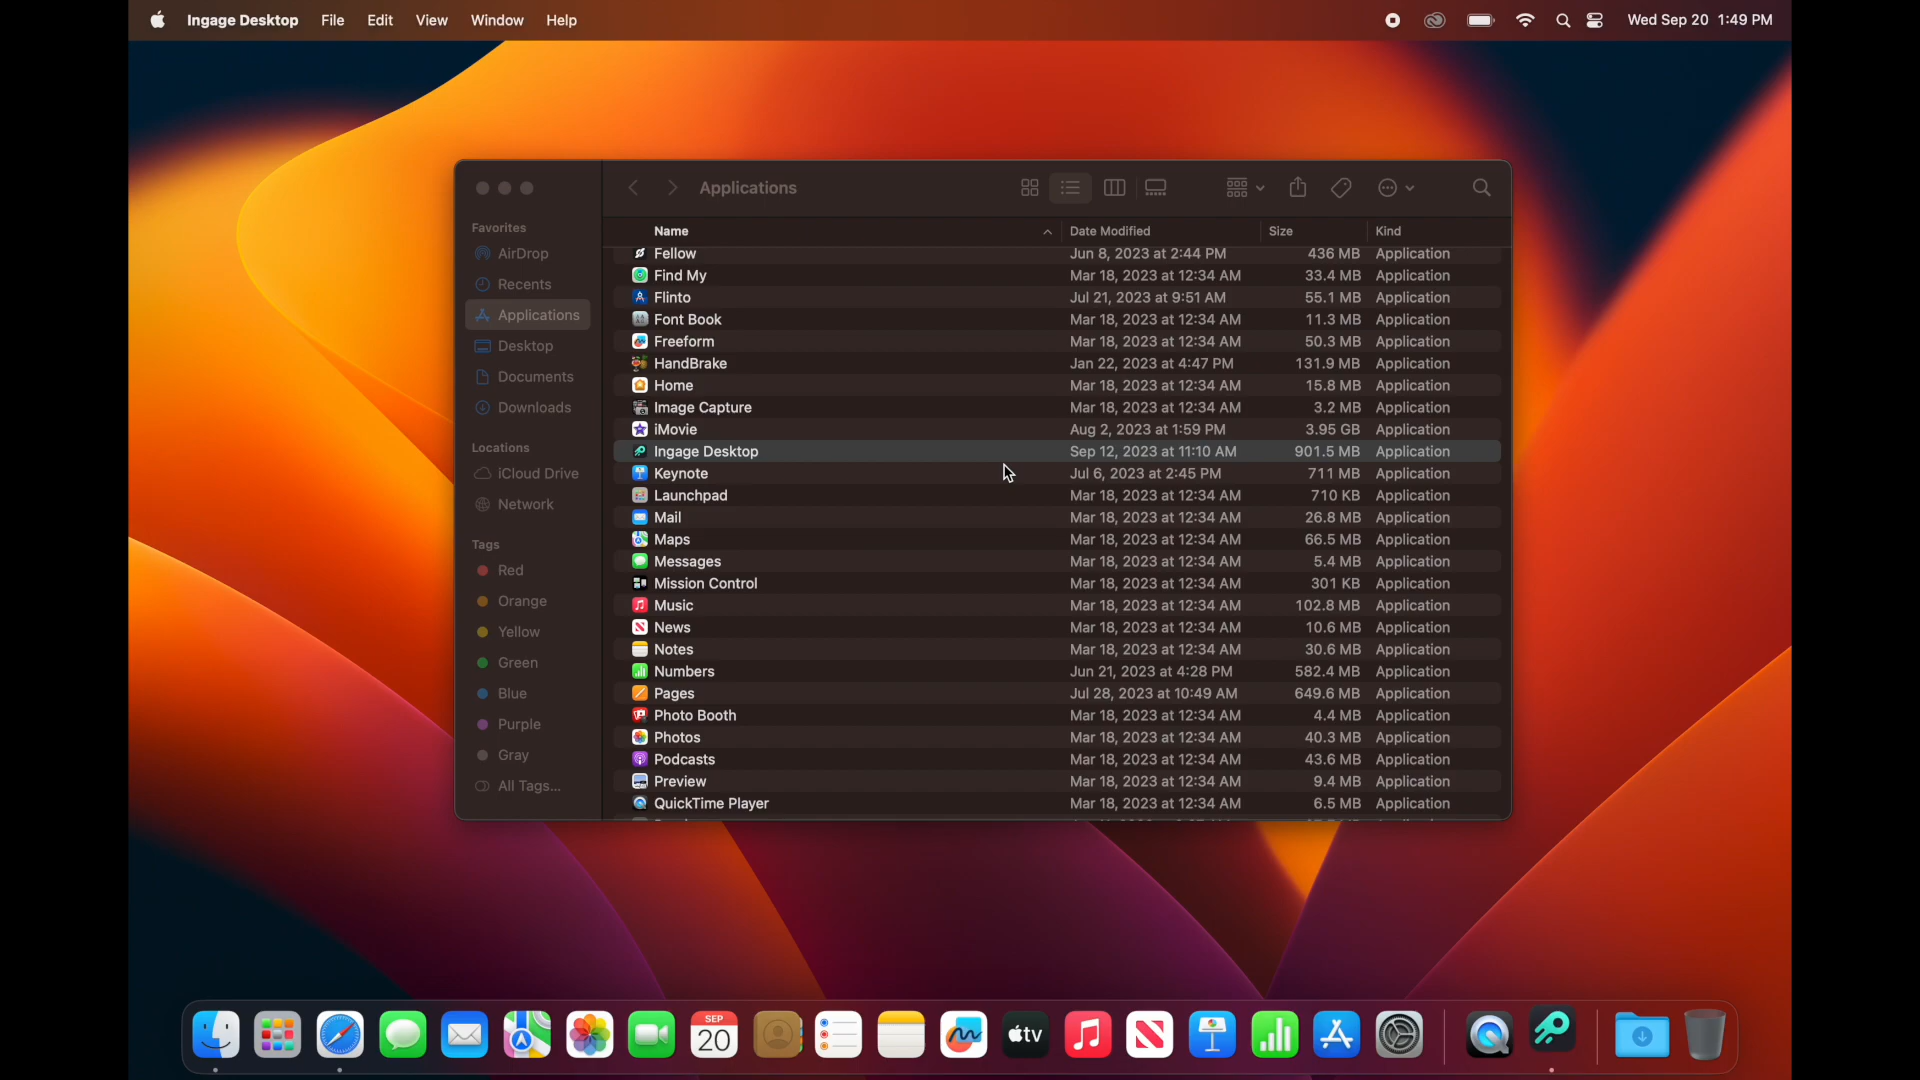 Ingage Desktop File Edit View Window Help Wed Sep 20 1:49 PM
Applications
Favorites
AirDrop
Recents
Applications
Desktop
Documents
Downloads
Locations
iCloud Drive
Network
Tags
Red
Orange
Yellow
Green
Blue
Purple
Gray
All Tags...
Name Date Modified Size Kind
Fellow Jun 8, 2023 at 2:44 PM 436 MB Application
Find My Mar 18, 2023 at 12:34 AM 33.4 MB Application
Flinto Jul 21, 2023 at 9:51 AM 55.1 MB Application
Font Book Mar 18, 2023 at 12:34 AM 11.3 MB Application
Freeform Mar 18, 2023 at 12:34 AM 50.3 MB Application
HandBrake Jan 22, 2023 at 4:47 PM 131.9 MB Application
Home Mar 18, 2023 at 12:34 AM 15.8 MB Application
Image Capture Mar 18, 2023 at 12:34 AM 3.2 MB Application
iMovie Aug 2, 2023 at 1:59 PM 3.95 GB Application
Ingage Desktop Sep 12, 2023 at 11:10 AM 901.5 MB Application
Keynote Jul 6, 2023 at 2:45 PM 711 MB Application
Launchpad Mar 18, 2023 at 12:34 AM 710 KB Application
Mail Mar 18, 2023 at 12:34 AM 26.8 MB Application
Maps Mar 18, 2023 at 12:34 AM 66.5 MB Application
Messages Mar 18, 2023 at 12:34 AM 5.4 MB Application
Mission Control Mar 18, 2023 at 12:34 AM 301 KB Application
Music Mar 18, 2023 at 12:34 AM 102.8 MB Application
News Mar 18, 2023 at 12:34 AM 10.6 MB Application
Notes Mar 18, 2023 at 12:34 AM 30.6 MB Application
Numbers Jun 21, 2023 at 4:28 PM 582.4 MB Application
Pages Jul 28, 2023 at 10:49 AM 649.6 MB Application
Photo Booth Mar 18, 2023 at 12:34 AM 4.4 MB Application
Photos Mar 18, 2023 at 12:34 AM 40.3 MB Application
Podcasts Mar 18, 2023 at 12:34 AM 43.6 MB Application
Preview Mar 18, 2023 at 12:34 AM 9.4 MB Application
QuickTime Player Mar 18, 2023 at 12:34 AM 6.5 MB Application
SEP
20
tv